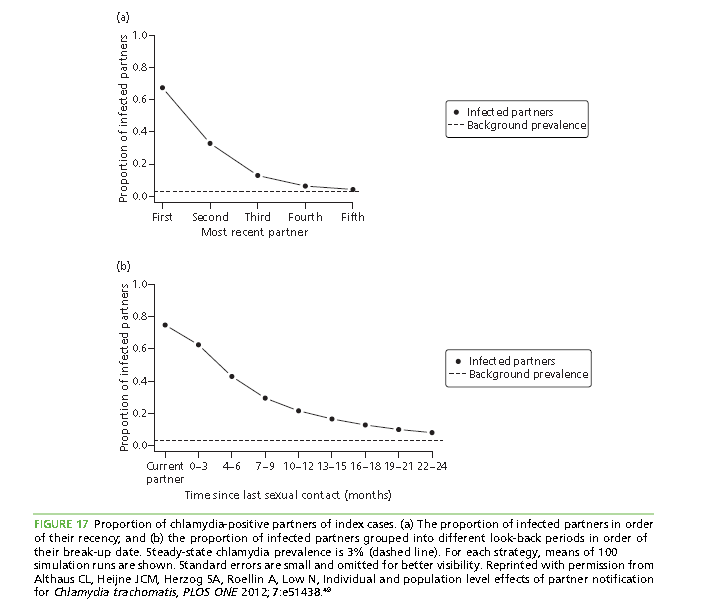 (a)
1.0
0.8
0.6
0.4
0.2
0.0
Proportion of infected partners
First Second Third Fourth Fifth
Most recent partner
Infected partners
Background prevalence
(b)
1.0
0.8
0.6
0.4
0.2
0.0
Proportion of infected partners
Current partner 0–3 4–6 7–9 10–12 13–15 16–18 19–21 22–24
Time since last sexual contact (months)
Infected partners
Background prevalence
FIGURE 17 Proportion of chlamydia-positive partners of index cases. (a) The proportion of infected partners in order
of their recency; and (b) the proportion of infected partners grouped into different look-back periods in order of
their break-up date. Steady-state chlamydia prevalence is 3% (dashed line). For each strategy, means of 100
simulation runs are shown. Standard errors are small and omitted for better visibility. Reprinted with permission from
Althaus CL, Heijne JCM, Herzog SA, Roellin A, Low N, Individual and population level effects of partner notification
for Chlamydia trachomatis, PLOS ONE 2012; 7:e51438.⁴⁹